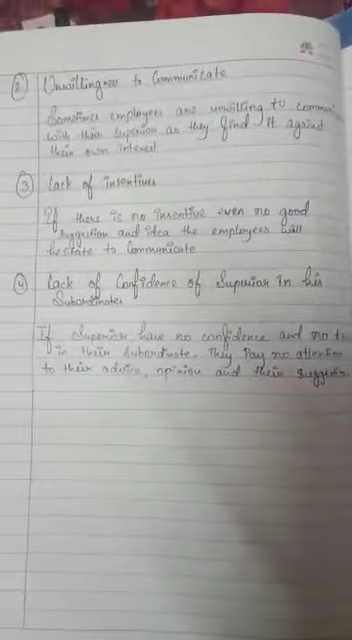 ② Unwillingness to Communicate
Sometimes employees are unwilling to commu
with their superior as they find It against
their own interest
③ Lack of insentives
If there is no insentive even no good
suggestion and idea the employees will
hesitate to Communicate
④ Lack of Confidence of Superior In his
Subordinates
If Superior have no confidence and no t
in their Subordinate. They Pay no attention
to their advice, opinion and their suggestion